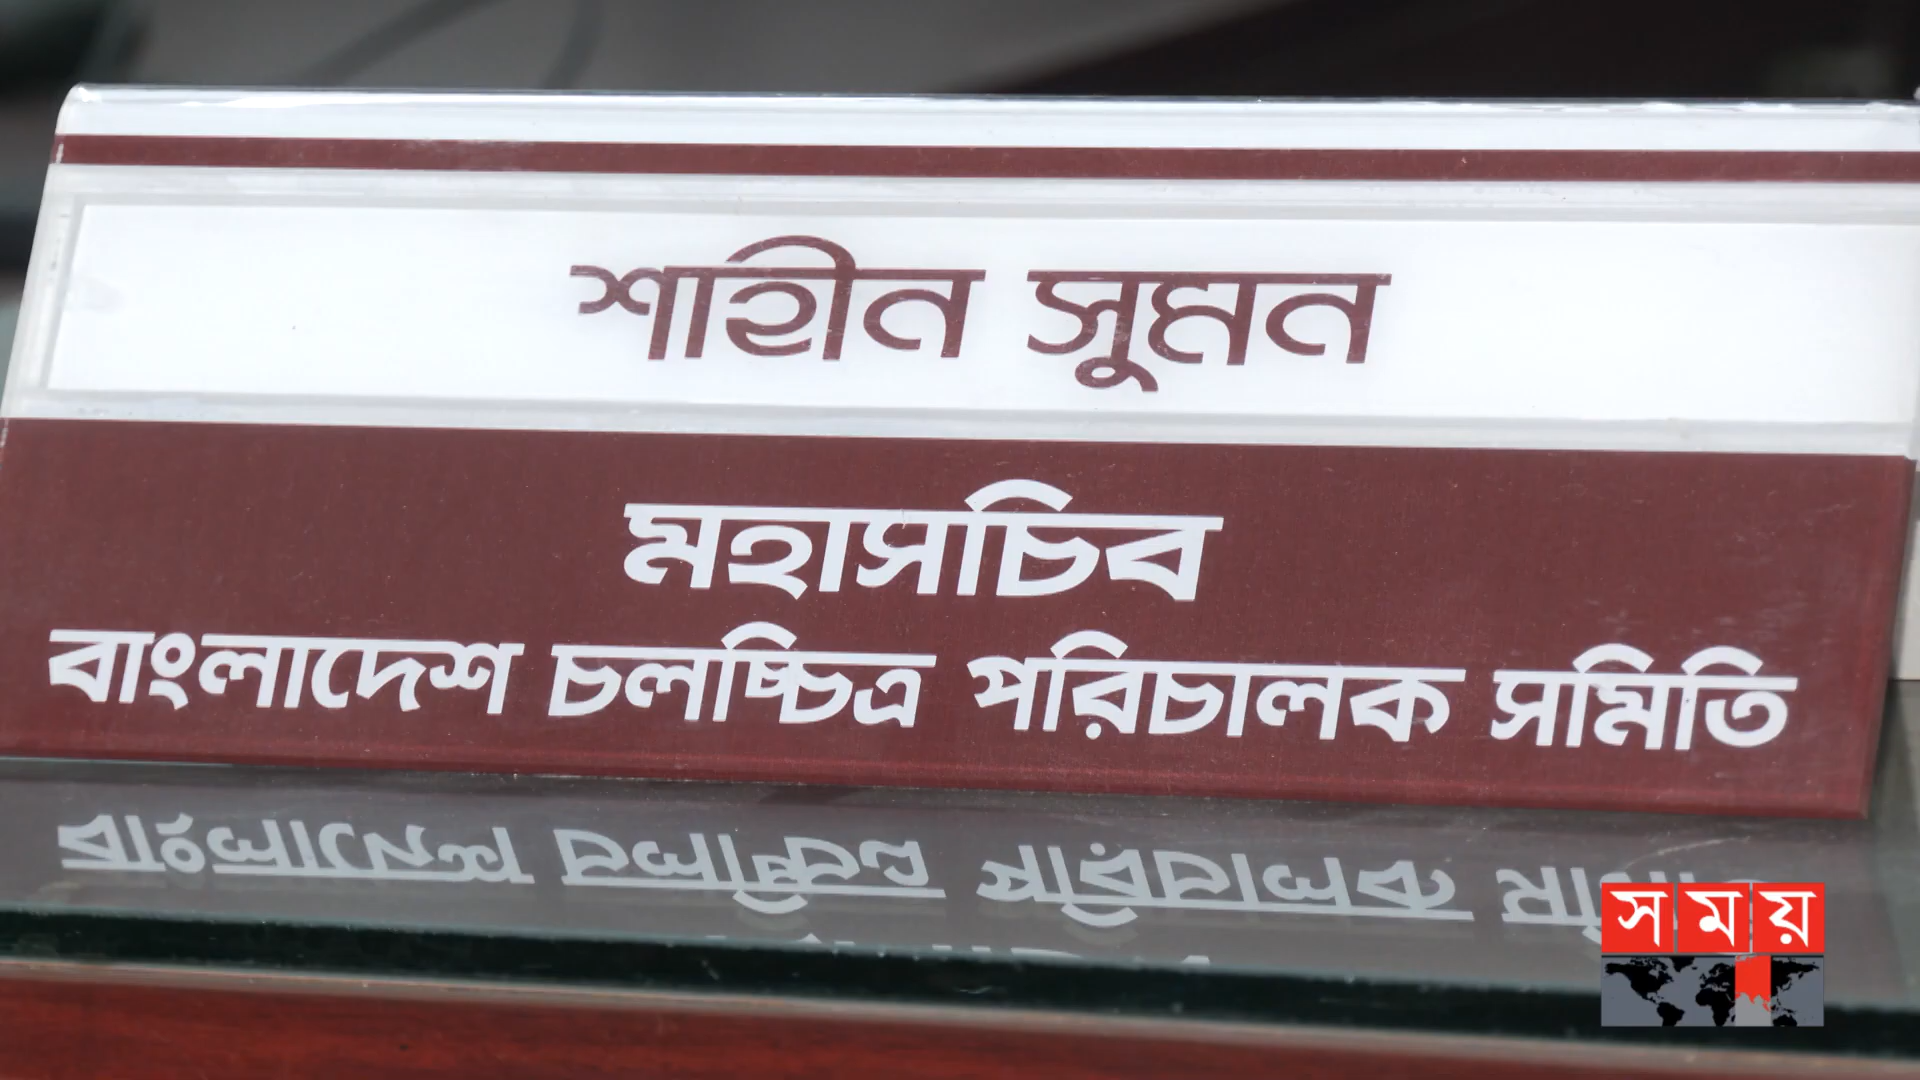 শাহীন সুমন
মহাসচিব
বাংলাদেশ চলচ্চিত্র পরিচালক সমিতি
সময়